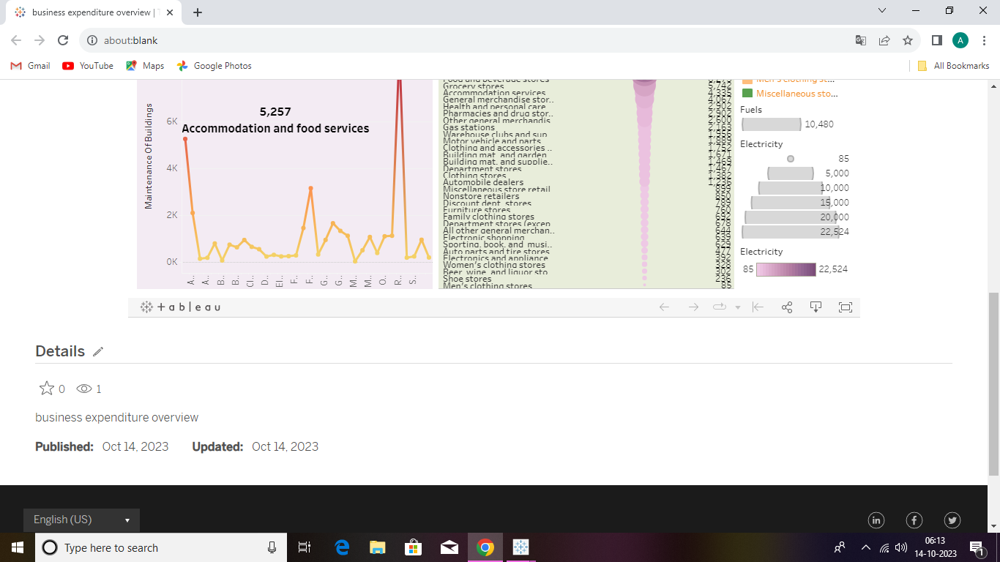 business expenditure overview | T
about:blank
A
Gmail
YouTube
Maps
Google Photos
All Bookmarks
Maintenance Of Buildings
6K
4K
2K
0K
5,257
Accommodation and food services
A..
A..
B..
B..
Cl..
D..
El..
F..
F..
G..
G..
M..
M..
O..
R..
S..
Food and beverage stores
Grocery stores 5,742
Accommodation services 4,335
General merchandise stor.. 4,067
Health and personal care 2,902
Pharmacies and drug stor.. 2,902
Other general merchandis 2,600
Gas stations 2,163
Warehouse clubs and sup
Motor vehicle and parts 1,889
Clothing and accessories .. 1,752
Building mat. and garden 1,671
Building mat. and supplie.. 1,469
Department stores 1,467
Clothing stores 1,382
Automobile dealers 1,236
Miscellaneous store retail 899
Nonstore retailers 850
Discount dept. stores 789
Furniture stores 760
Family clothing stores 692
Department stores (excep 678
All other general merchan.. 644
Electronic shopping 639
Sporting, book, and musi.. 629
Auto parts and tire stores 477
Electronics and appliance 392
Women's clothing stores 328
Beer, wine, and liquor sto 302
Shoe stores 236
Men's clothing stores 85
Men's clothing st...
Miscellaneous sto...
Fuels
10,480
Electricity
85
5,000
10,000
15,000
20,000
22,524
Electricity
85 22,524
+ableau
Details
0 1
business expenditure overview
Published: Oct 14, 2023 Updated: Oct 14, 2023
English (US)
in
f
Type here to search
06:13
14-10-2023
1